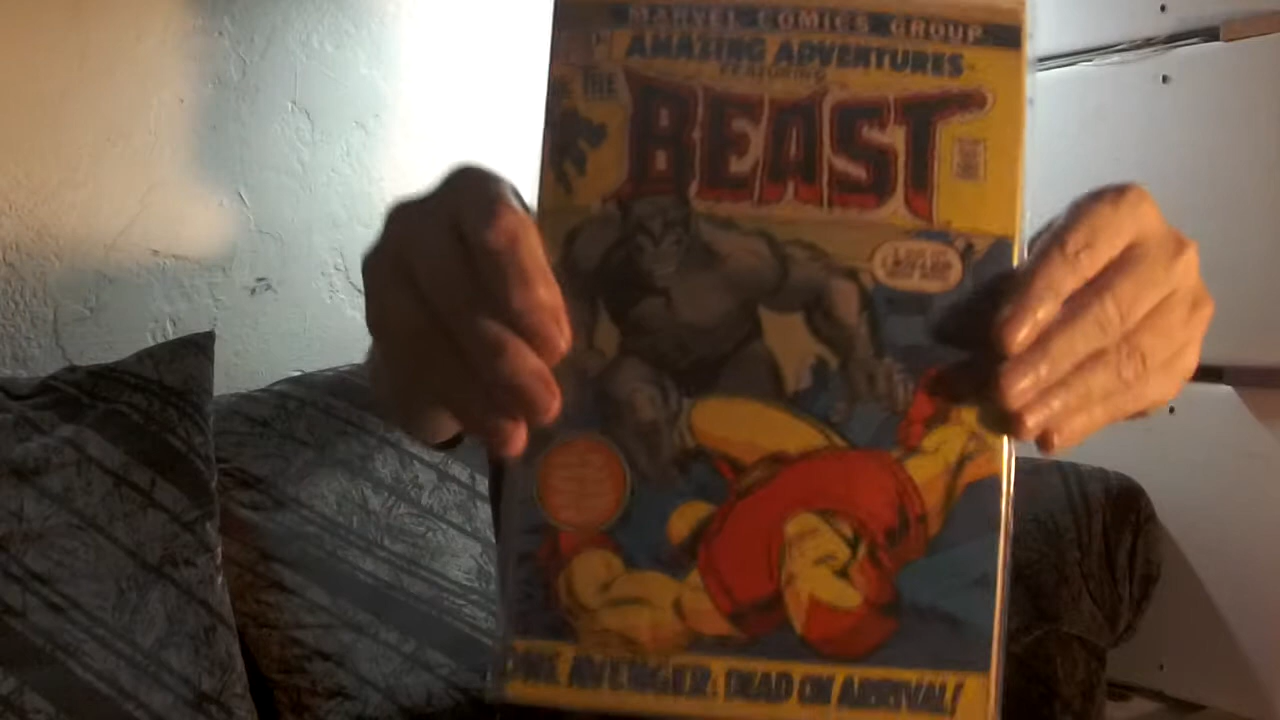 MARVEL COMICS GROUP
AMAZING ADVENTURES
FEATURING
THE
BEAST
ONE AVENGER: DEAD ON ARRIVAL!